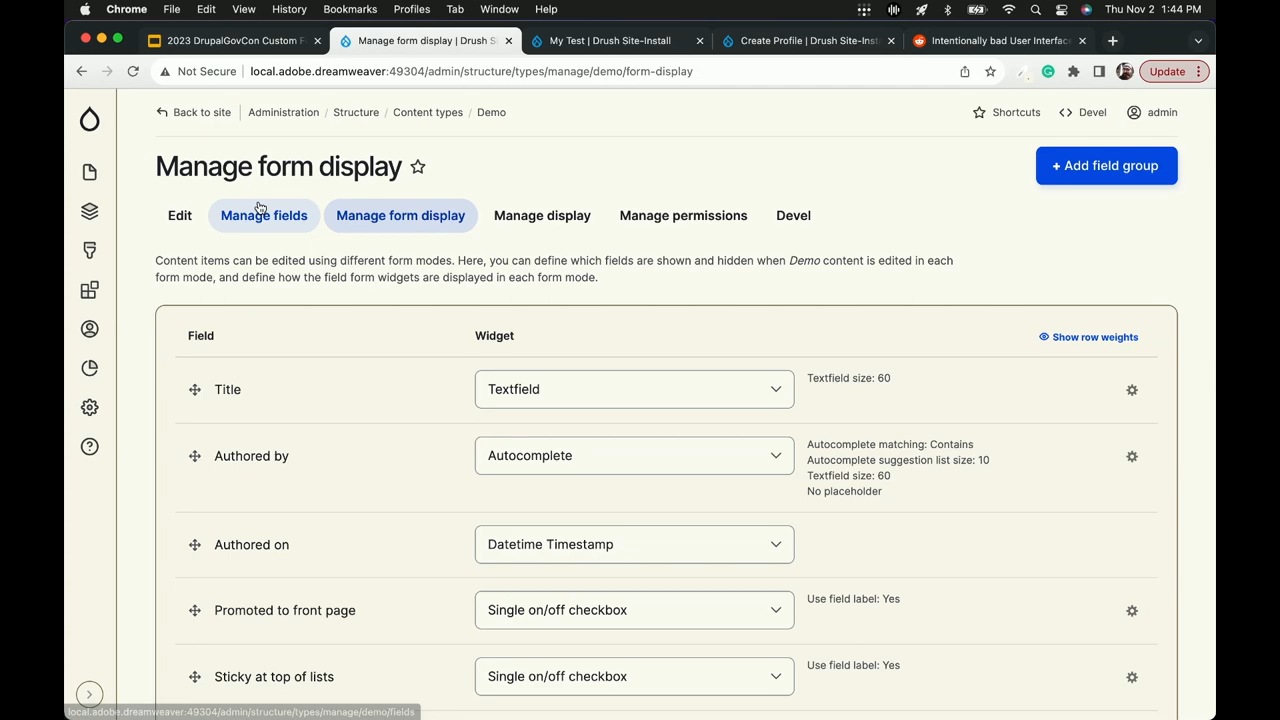 Chrome File Edit View History Bookmarks Profiles Tab Window Help
Thu Nov 2 1:44 PM
2023 DrupalGovCon Custom F
Manage form display | Drush S
My Test | Drush Site-Install
Create Profile | Drush Site-Inst
Intentionally bad User Interface
Not Secure local.adobe.dreamweaver:49304/admin/structure/types/manage/demo/form-display
Update
Back to site Administration / Structure / Content types / Demo
Shortcuts Devel admin
Manage form display
+ Add field group
Edit Manage fields Manage form display Manage display Manage permissions Devel
Content items can be edited using different form modes. Here, you can define which fields are shown and hidden when Demo content is edited in each
form mode, and define how the field form widgets are displayed in each form mode.
Field Widget Show row weights
Title Textfield Textfield size: 60
Authored by Autocomplete
Autocomplete matching: Contains
Autocomplete suggestion list size: 10
Textfield size: 60
No placeholder
Authored on Datetime Timestamp
Promoted to front page Single on/off checkbox Use field label: Yes
Sticky at top of lists Single on/off checkbox Use field label: Yes
local.adobe.dreamweaver:49304/admin/structure/types/manage/demo/fields